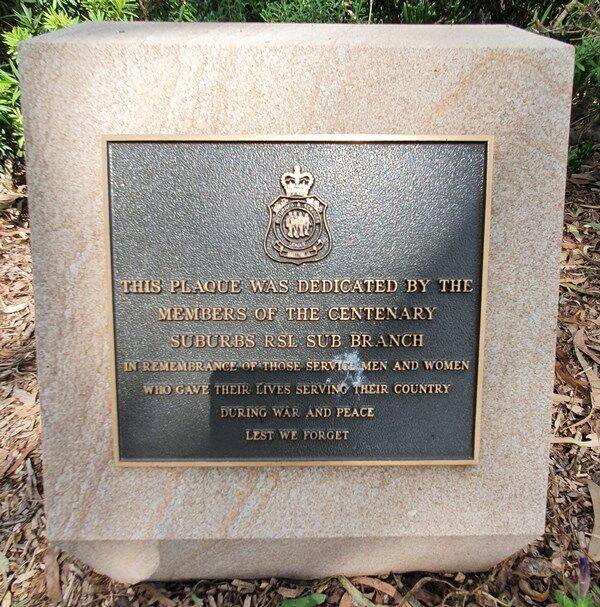 THIS PLAQUE WAS DEDICATED BY THE
MEMBERS OF THE CENTENARY
SUBURBS RSL SUB BRANCH
IN REMEMBRANCE OF THOSE SERVICE MEN AND WOMEN
WHO GAVE THEIR LIVES SERVING THEIR COUNTRY
DURING WAR AND PEACE
LEST WE FORGET